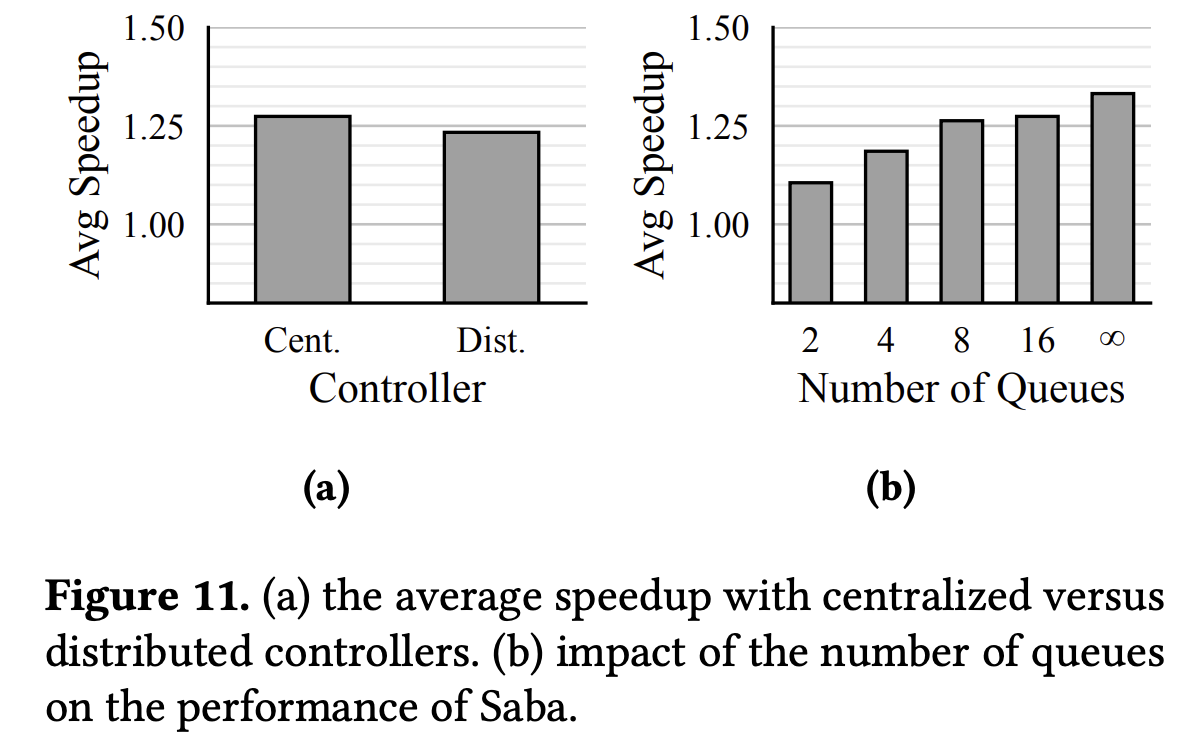 1.50
1.25
1.00
Avg Speedup
Cent. Dist.
Controller
(a)
1.50
1.25
1.00
Avg Speedup
2 4 8 16 ∞
Number of Queues
(b)
Figure 11. (a) the average speedup with centralized versus
distributed controllers. (b) impact of the number of queues
on the performance of Saba.